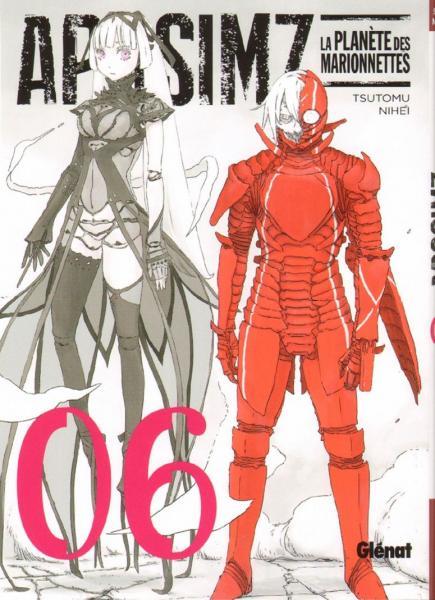 APOSIMZ
LA PLANÈTE DES
MARIONNETTES
TSUTOMU
NIHEI
06
Glénat